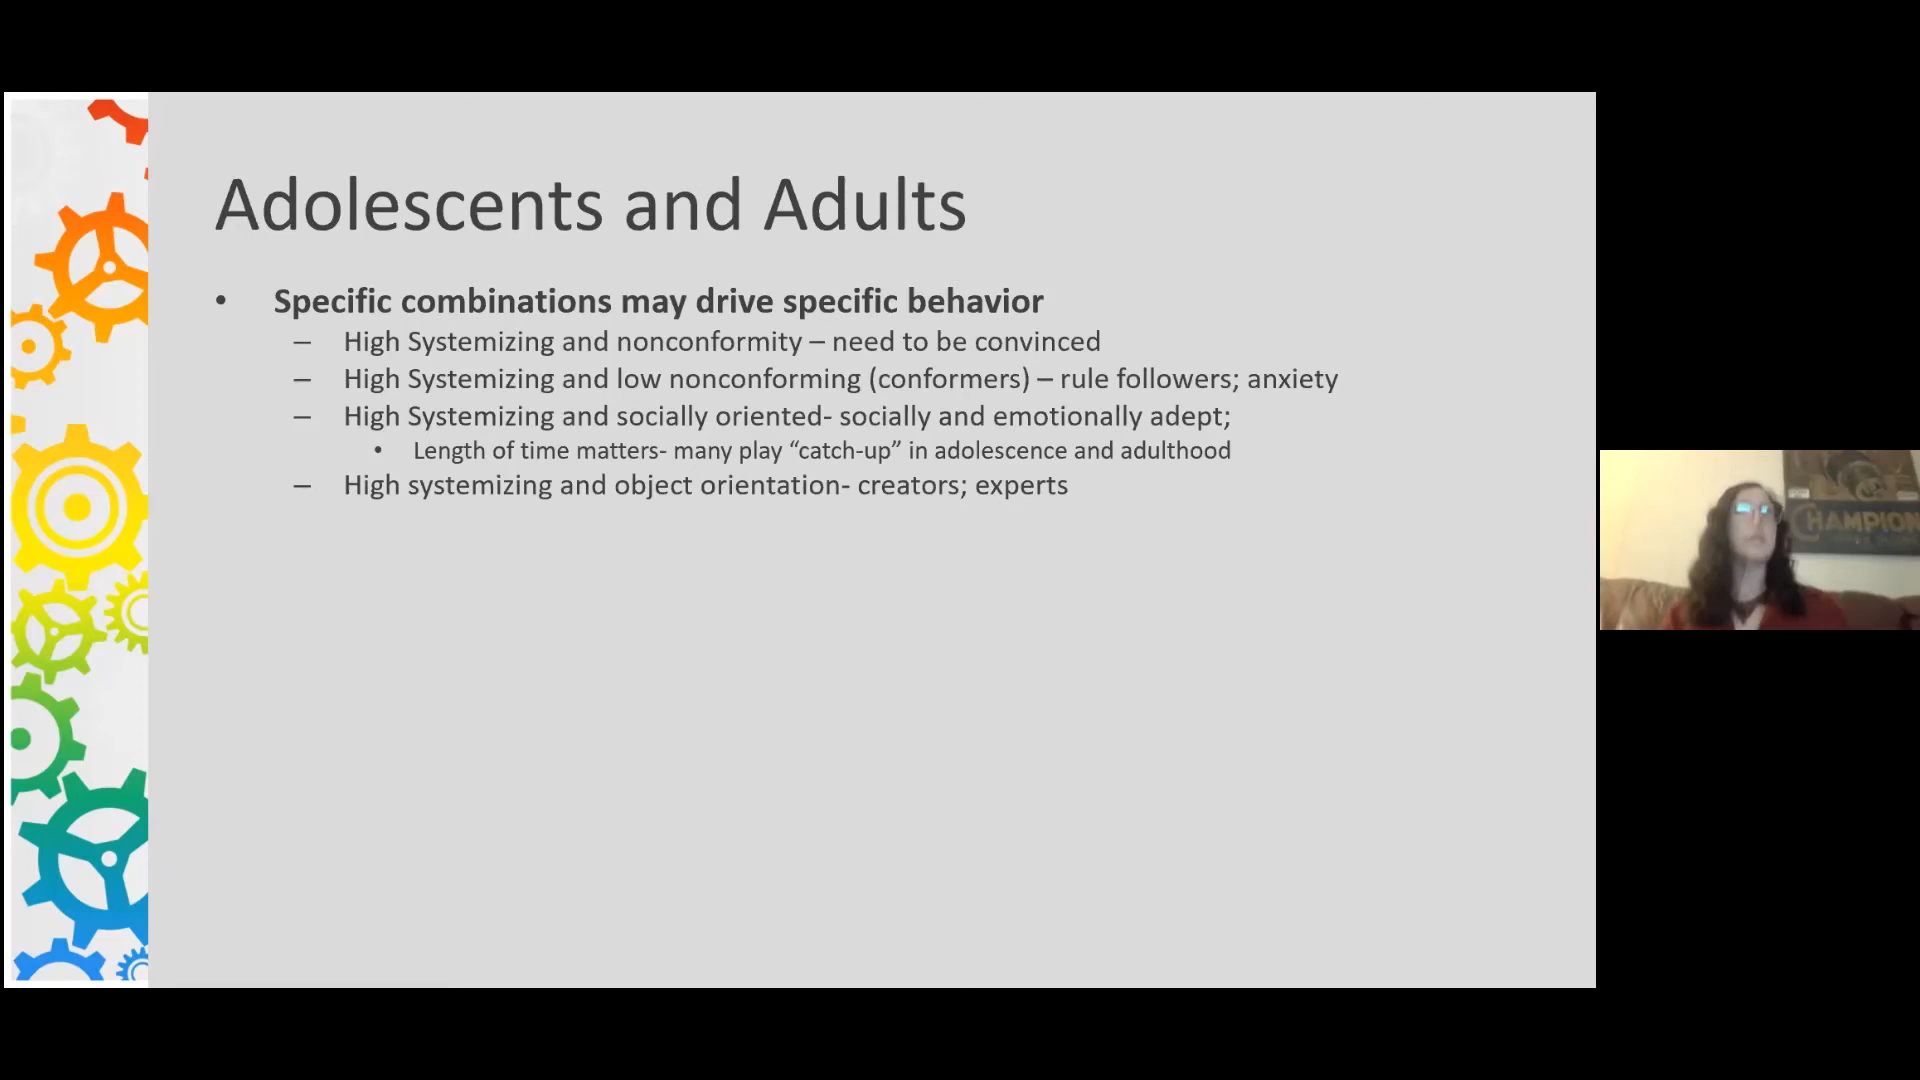 Adolescents and Adults
• Specific combinations may drive specific behavior
– High Systemizing and nonconformity – need to be convinced
– High Systemizing and low nonconforming (conformers) – rule followers; anxiety
– High Systemizing and socially oriented- socially and emotionally adept;
• Length of time matters- many play “catch-up” in adolescence and adulthood
– High systemizing and object orientation- creators; experts
CHAMPION